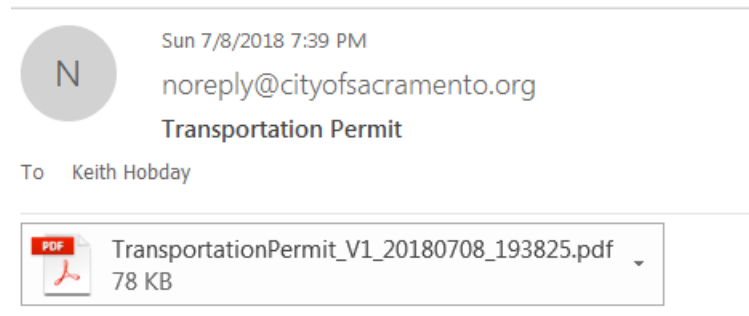 N
Sun 7/8/2018 7:39 PM
noreply@cityofsacramento.org
Transportation Permit
To Keith Hobday
PDF
TransportationPermit_V1_20180708_193825.pdf
78 KB